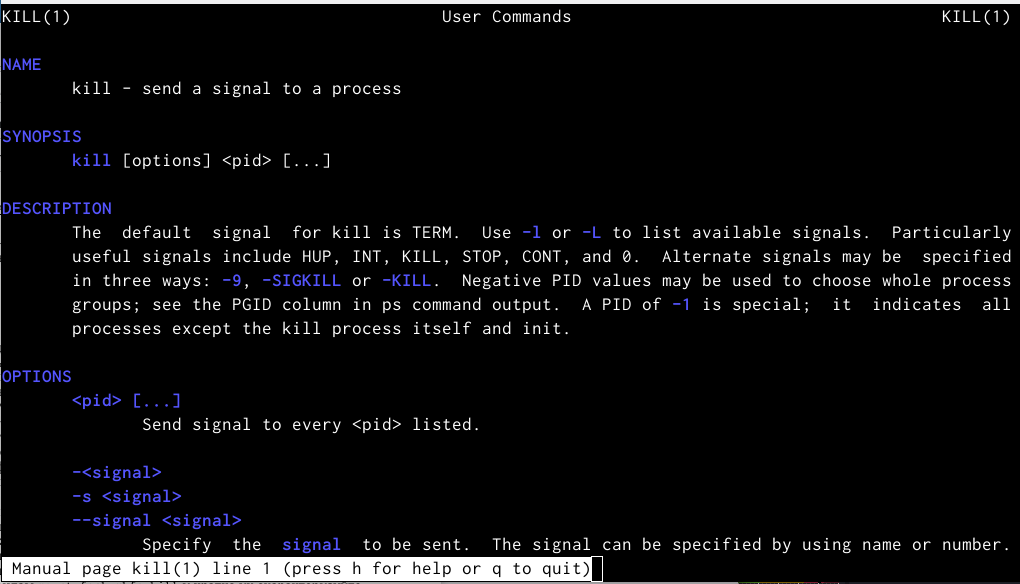 KILL(1) User Commands KILL(1)
NAME
kill - send a signal to a process
SYNOPSIS
kill [options] <pid> [...]
DESCRIPTION
The default signal for kill is TERM. Use -l or -L to list available signals. Particularly
useful signals include HUP, INT, KILL, STOP, CONT, and 0. Alternate signals may be specified
in three ways: -9, -SIGKILL or -KILL. Negative PID values may be used to choose whole process
groups; see the PGID column in ps command output. A PID of -1 is special; it indicates all
processes except the kill process itself and init.
OPTIONS
<pid> [...]
Send signal to every <pid> listed.
-<signal>
-s <signal>
--signal <signal>
Specify the signal to be sent. The signal can be specified by using name or number.
Manual page kill(1) line 1 (press h for help or q to quit)